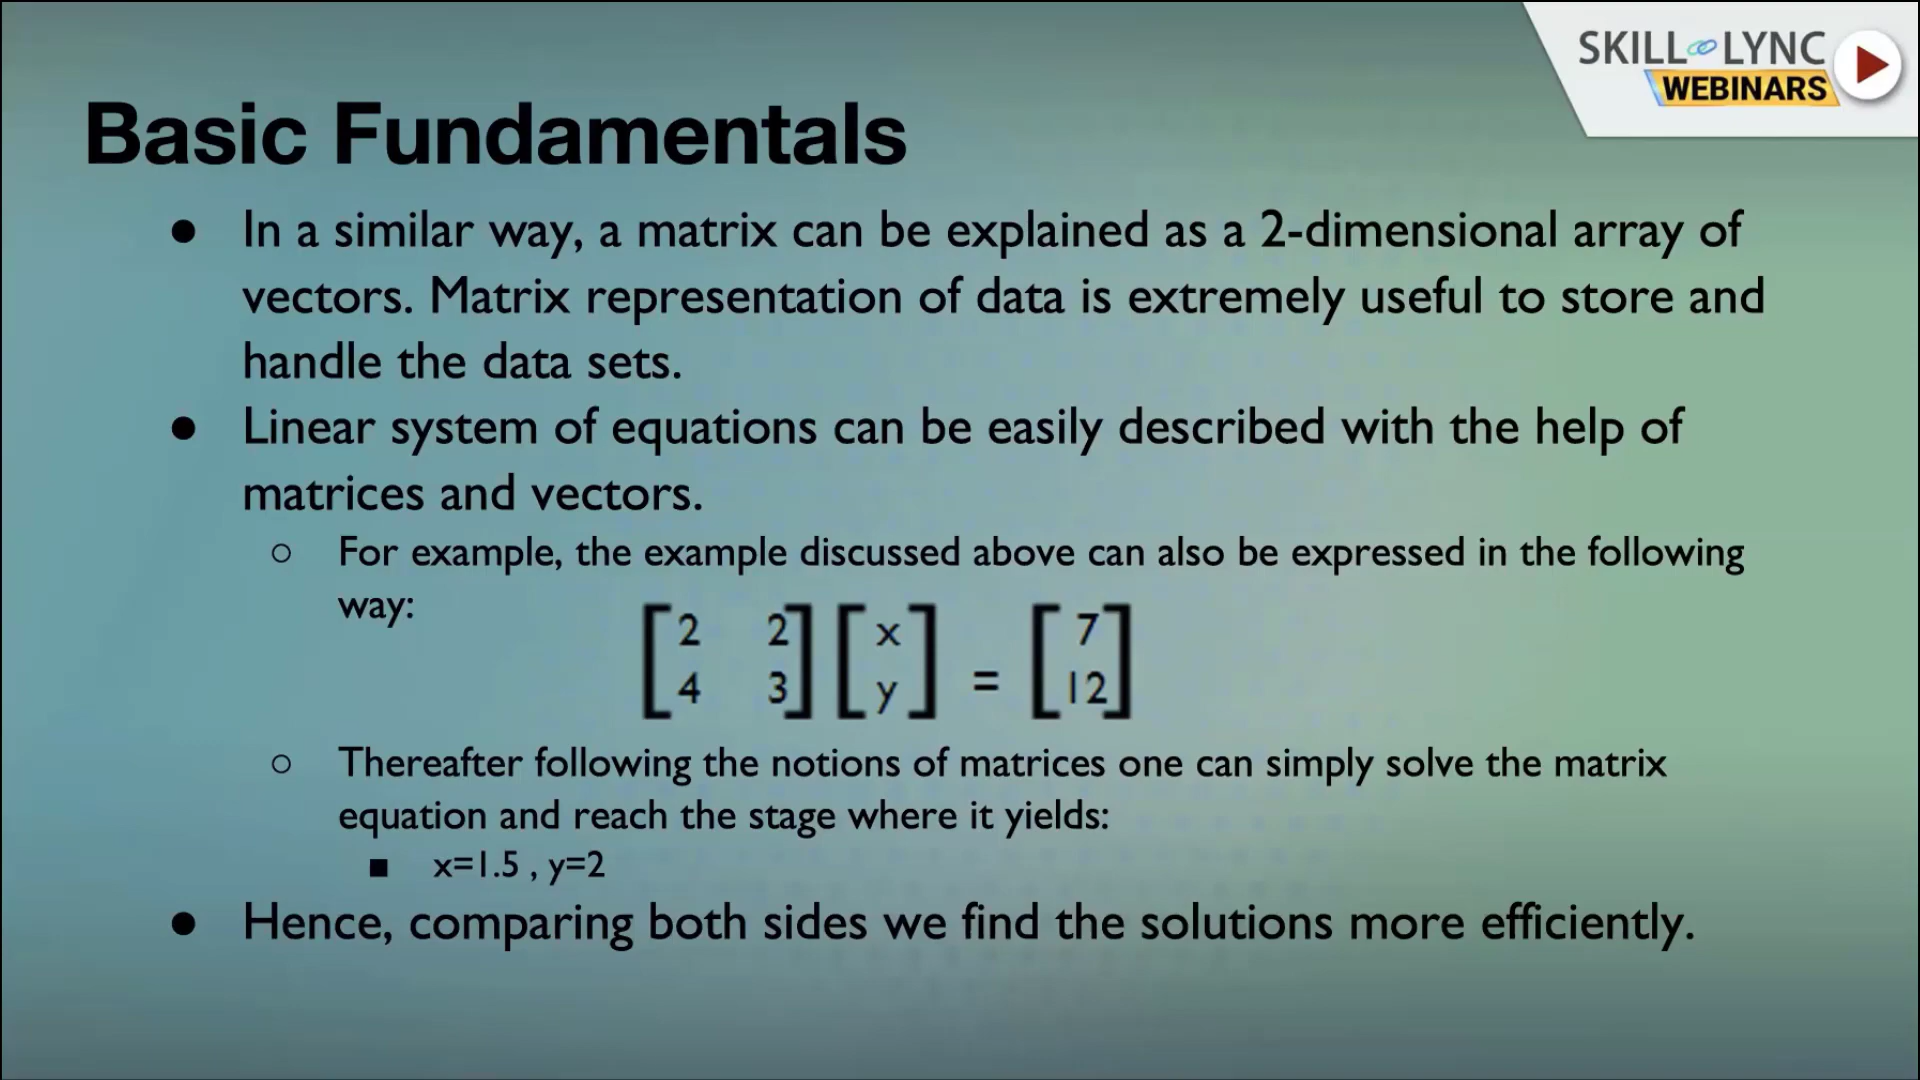 SKILL LYNC
WEBINARS
Basic Fundamentals
● In a similar way, a matrix can be explained as a 2-dimensional array of
vectors. Matrix representation of data is extremely useful to store and
handle the data sets.
● Linear system of equations can be easily described with the help of
matrices and vectors.
○ For example, the example discussed above can also be expressed in the following
way:
[2 2] [x] [7]
[4 3] [y] = [12]
○ Thereafter following the notions of matrices one can simply solve the matrix
equation and reach the stage where it yields:
■ x=1.5 , y=2
● Hence, comparing both sides we find the solutions more efficiently.